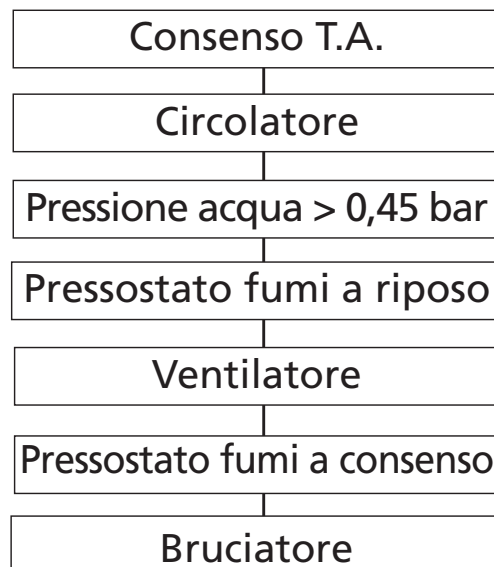 Consenso T.A.
Circolatore
Pressione acqua > 0,45 bar
Pressostato fumi a riposo
Ventilatore
Pressostato fumi a consenso
Bruciatore